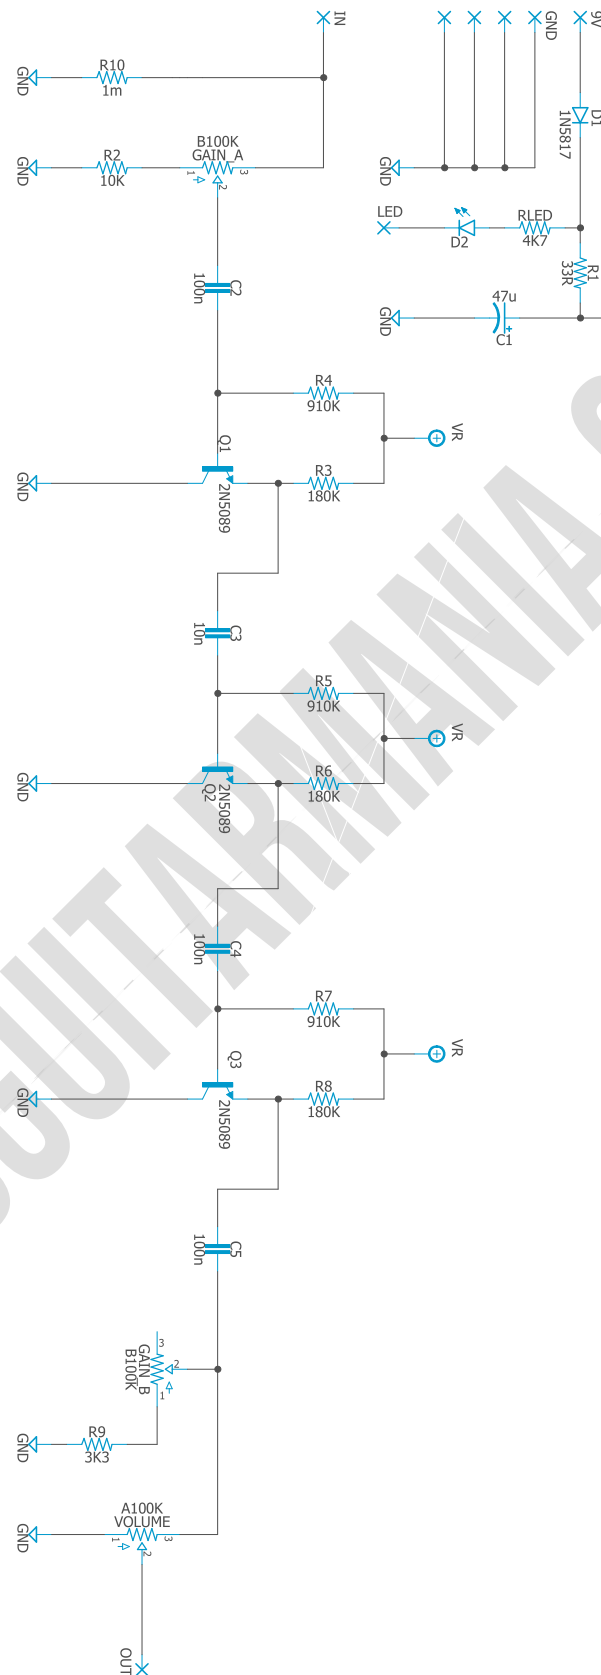 IN
GND
9V
R10
1m
GND
D1
1N5817
B100K
GAIN_A
3
2
1
R2
10K
GND
GND
LED
D2
RLED
4K7
R1
33R
C2
100n
47u
C1
GND
R4
910K
VR
Q1
2N5089
R3
180K
GND
C3
10n
R5
910K
VR
Q2
2N5089
R6
180K
GND
C4
100n
R7
910K
VR
Q3
2N5089
R8
180K
GND
C5
100n
GAIN_B
B100K
3
2
1
R9
3K3
GND
A100K
VOLUME
3
2
1
GND
OUT
GUITARMANIA